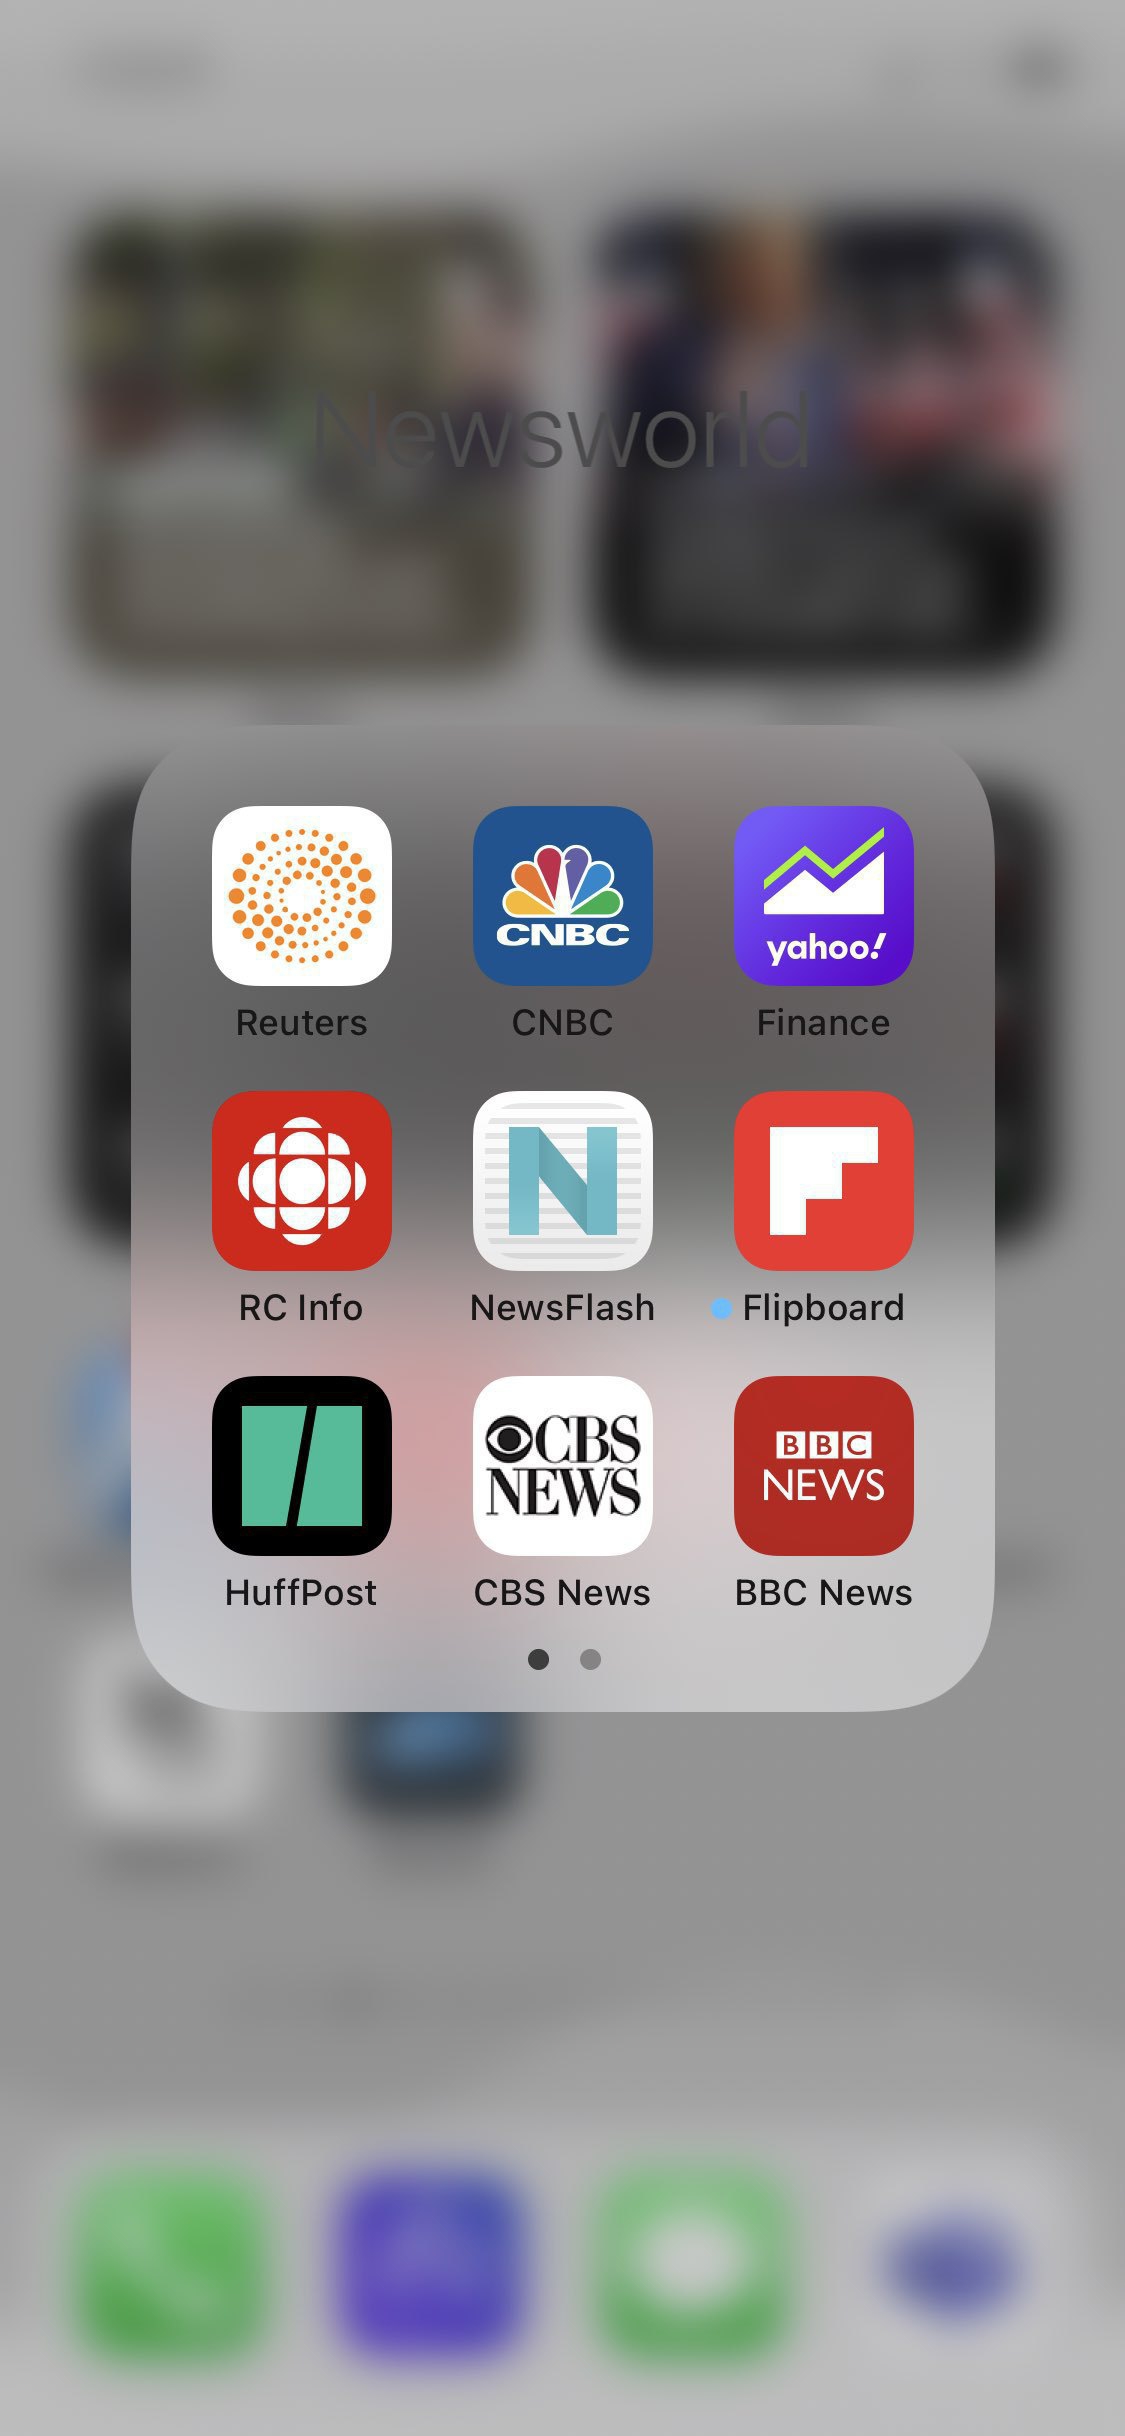 Newsworld
CNBC
yahoo!
Reuters
CNBC
Finance
N
RC Info
NewsFlash
Flipboard
CBS
NEWS
BBC
NEWS
HuffPost
CBS News
BBC News